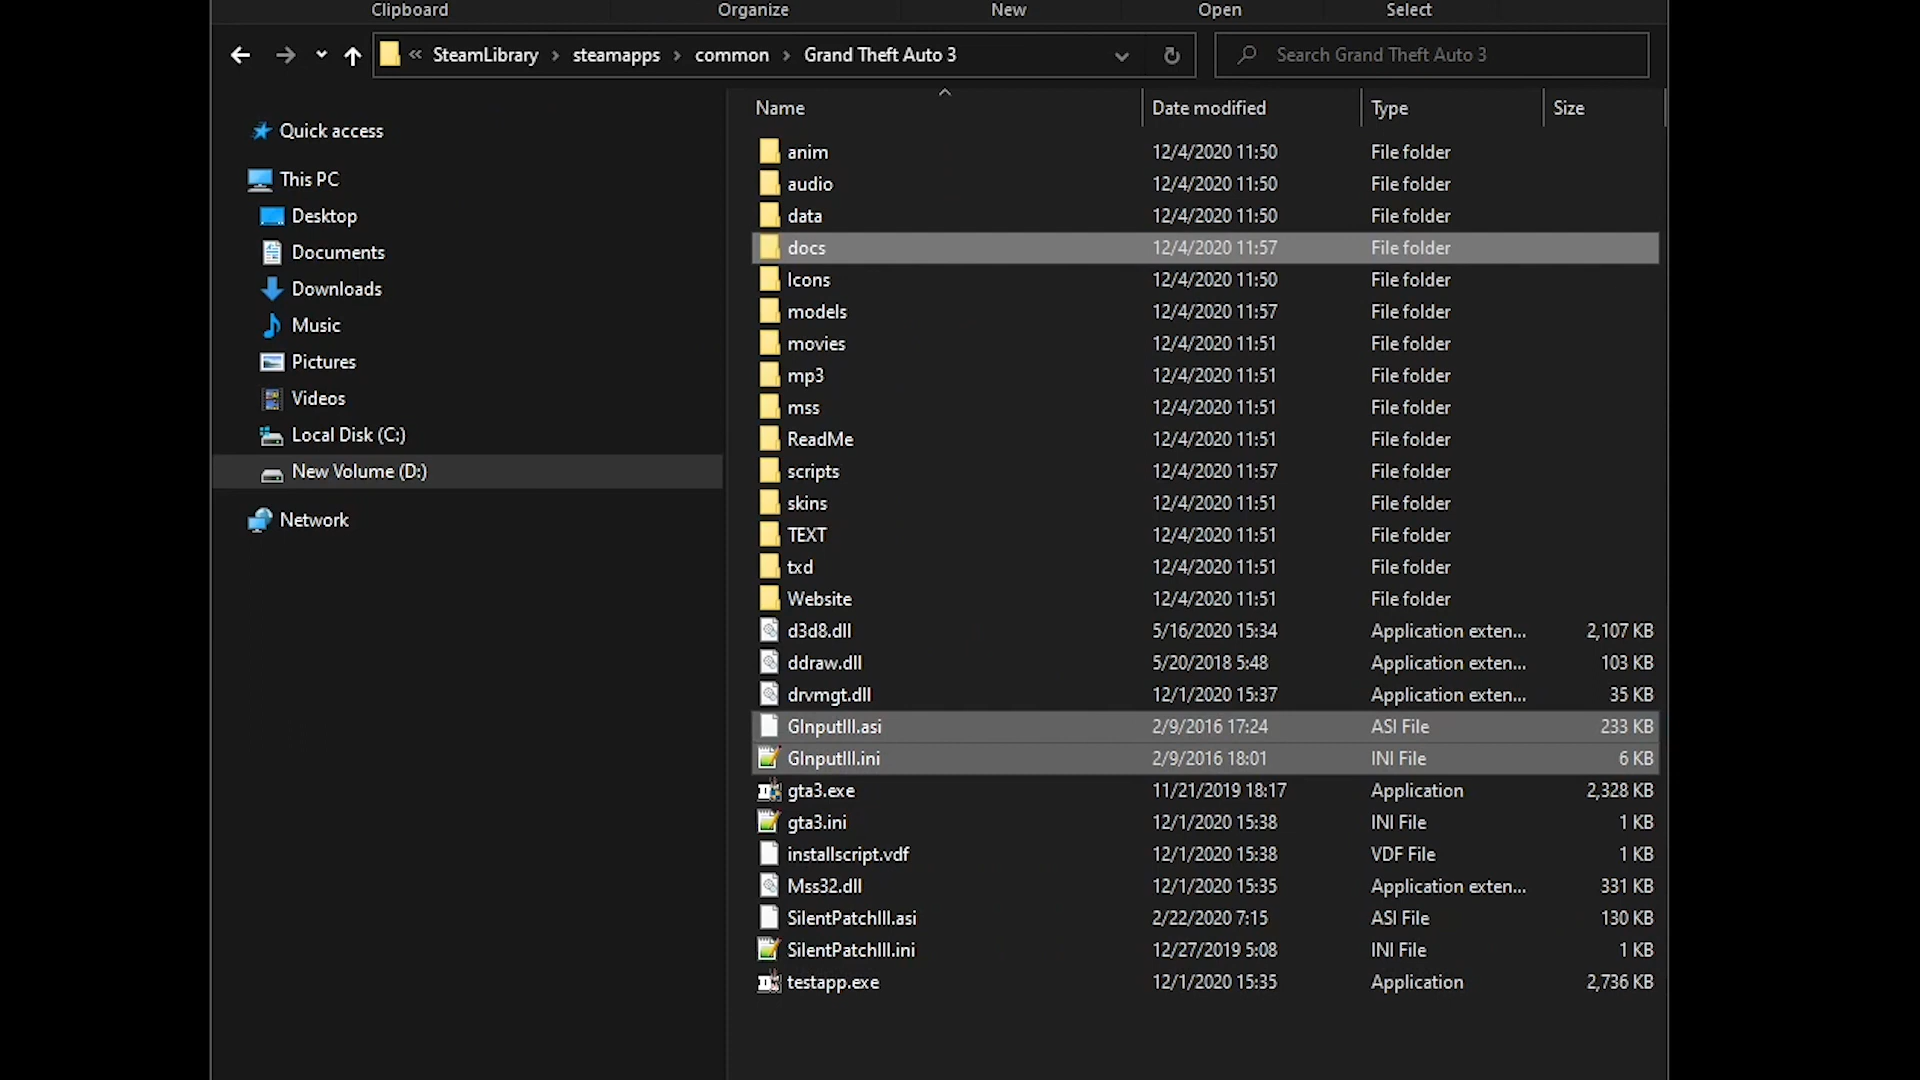 Clipboard Organize New Open Select
« SteamLibrary > steamapps > common > Grand Theft Auto 3 Search Grand Theft Auto 3
Quick access
This PC
Desktop
Documents
Downloads
Music
Pictures
Videos
Local Disk (C:)
New Volume (D:)
Network
Name Date modified Type Size
anim 12/4/2020 11:50 File folder
audio 12/4/2020 11:50 File folder
data 12/4/2020 11:50 File folder
docs 12/4/2020 11:57 File folder
Icons 12/4/2020 11:50 File folder
models 12/4/2020 11:57 File folder
movies 12/4/2020 11:51 File folder
mp3 12/4/2020 11:51 File folder
mss 12/4/2020 11:51 File folder
ReadMe 12/4/2020 11:51 File folder
scripts 12/4/2020 11:57 File folder
skins 12/4/2020 11:51 File folder
TEXT 12/4/2020 11:51 File folder
txd 12/4/2020 11:51 File folder
Website 12/4/2020 11:51 File folder
d3d8.dll 5/16/2020 15:34 Application exten... 2,107 KB
ddraw.dll 5/20/2018 5:48 Application exten... 103 KB
drvmgt.dll 12/1/2020 15:37 Application exten... 35 KB
GInputIII.asi 2/9/2016 17:24 ASI File 233 KB
GInputIII.ini 2/9/2016 18:01 INI File 6 KB
gta3.exe 11/21/2019 18:17 Application 2,328 KB
gta3.ini 12/1/2020 15:38 INI File 1 KB
installscript.vdf 12/1/2020 15:38 VDF File 1 KB
Mss32.dll 12/1/2020 15:35 Application exten... 331 KB
SilentPatchIII.asi 2/22/2020 7:15 ASI File 130 KB
SilentPatchIII.ini 12/27/2019 5:08 INI File 1 KB
testapp.exe 12/1/2020 15:35 Application 2,736 KB